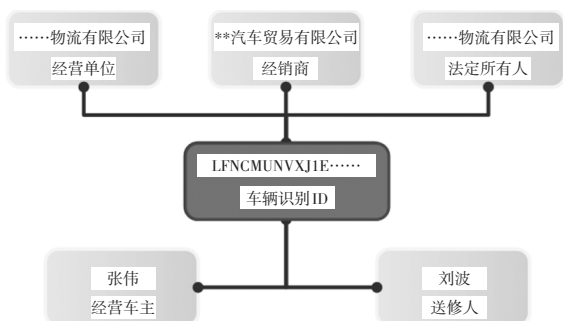 ……物流有限公司
经营单位
**汽车贸易有限公司
经销商
……物流有限公司
法定所有人
LFNCMUNVXJ1E……
车辆识别ID
张伟
经营车主
刘波
送修人